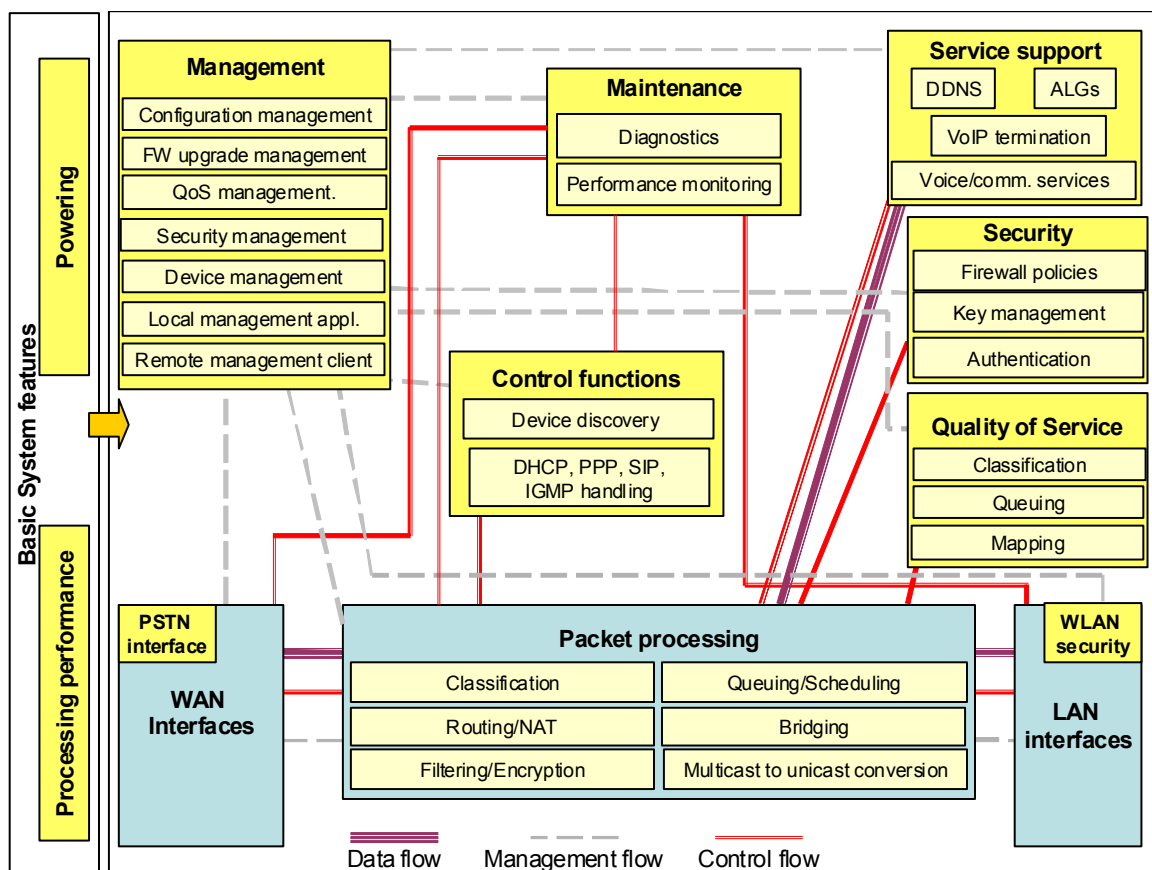 Basic System features
Powering
Processing performance
Management
Configuration management
FW upgrade management
QoS management.
Security management
Device management
Local management appl.
Remote management client
Maintenance
Diagnostics
Performance monitoring
Service support
DDNS
ALGs
VoIP termination
Voice/comm. services
Security
Firewall policies
Key management
Authentication
Control functions
Device discovery
DHCP, PPP, SIP,
IGMP handling
Quality of Service
Classification
Queuing
Mapping
PSTN
interface
WAN
Interfaces
Packet processing
Classification
Queuing/Scheduling
Routing/NAT
Bridging
Filtering/Encryption
Multicast to unicast conversion
WLAN
security
LAN
interfaces
Data flow
Management flow
Control flow